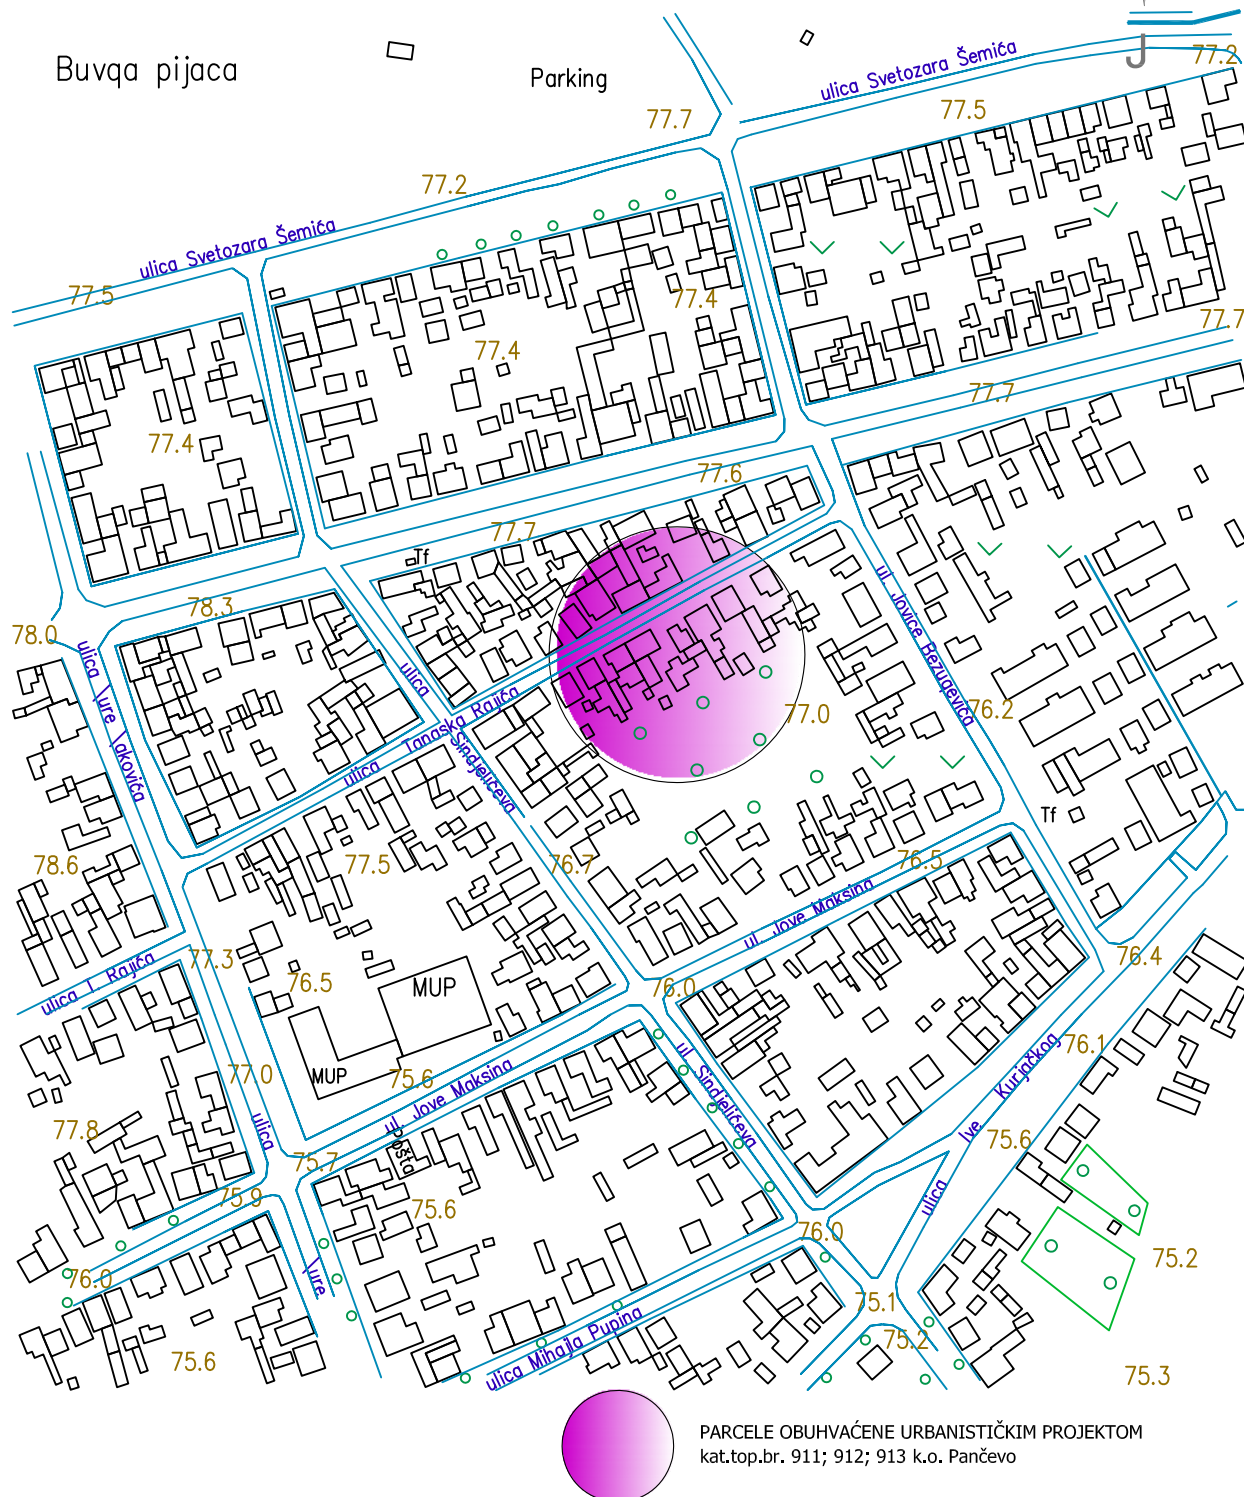 J
77.2
ulica Svetozara Šemića
Buvqa pijaca
Parking
77.5
77.7
77.2
ulica Svetozara Šemića
77.5
77.4
77.7
77.4
77.7
77.4
77.6
77.7
Tf
ul. Jovice Bezugevića
78.3
78.0
ulica \ure \akovića
ulica
ulica Tanaska Rajića
76.2
77.0
Sindjelićeva
Tf
78.6
77.5
76.7
76.5
ul. Jove Maksina
77.3
76.4
ulica I. Rajića
76.5
MUP
76.0
76.1
ulica Ive Kurjačkog
77.0
MUP
75.6
ul. Jove Maksina
ul. Sindjelićeva
77.8
ulica \ure
Pošta
75.6
75.7
75.9
75.6
76.0
75.2
76.0
75.1
75.2
ulica Mihajla Pupina
75.6
75.3
PARCELE OBUHVAĆENE URBANISTIČKIM PROJEKTOM
kat.top.br. 911; 912; 913 k.o. Pančevo